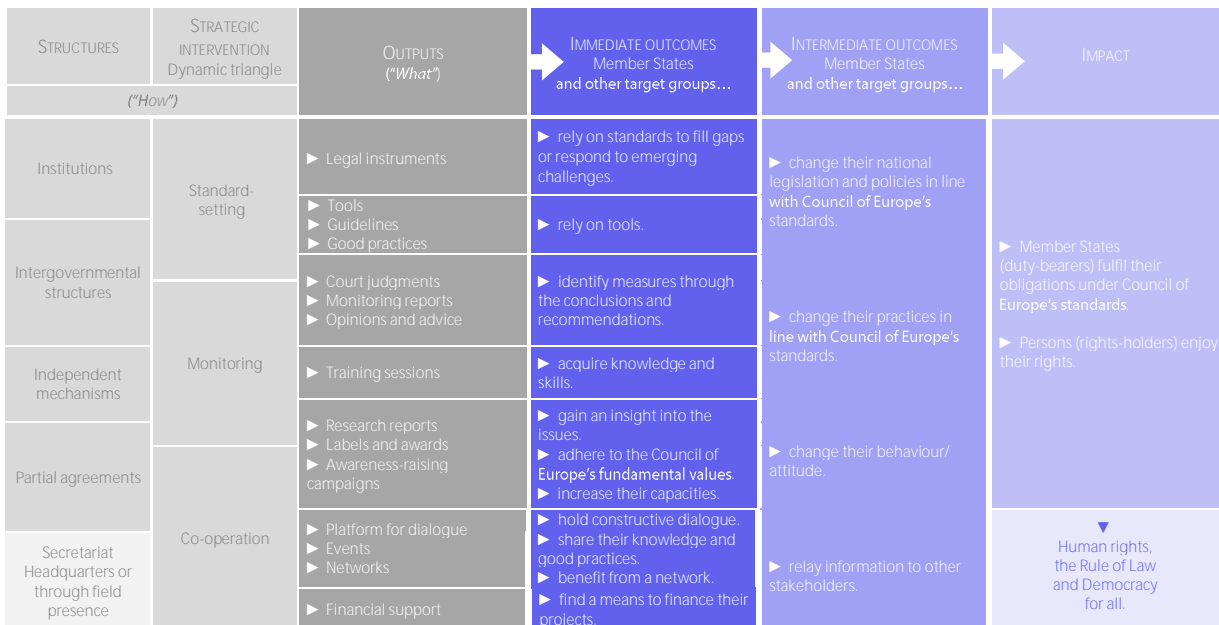 STRUCTURES
STRATEGIC
INTERVENTION
Dynamic triangle
("How")
OUTPUTS
("What")
IMMEDIATE OUTCOMES
Member States
and other target groups…
INTERMEDIATE OUTCOMES
Member States
and other target groups…
IMPACT
Institutions
Intergovernmental
structures
Independent
mechanisms
Partial agreements
Secretariat
Headquarters or
through field
presence
Standard-
setting
Monitoring
Co-operation
► Legal instruments
► Tools
► Guidelines
► Good practices
► Court judgments
► Monitoring reports
► Opinions and advice
► Training sessions
► Research reports
► Labels and awards
► Awareness-raising
campaigns
► Platform for dialogue
► Events
► Networks
► Financial support
► rely on standards to fill gaps
or respond to emerging
challenges.
► rely on tools.
► identify measures through
the conclusions and
recommendations.
► acquire knowledge and
skills.
► gain an insight into the
issues.
► adhere to the Council of
Europe's fundamental values.
► increase their capacities.
► hold constructive dialogue.
► share their knowledge and
good practices.
► benefit from a network.
► find a means to finance their
projects.
► change their national
legislation and policies in line
with Council of Europe's
standards.
► change their practices in
line with Council of Europe's
standards.
► change their behaviour/
attitude.
► relay information to other
stakeholders.
► Member States
(duty-bearers) fulfil their
obligations under Council of
Europe's standards.
► Persons (rights-holders) enjoy
their rights.
▼
Human rights,
the Rule of Law
and Democracy
for all.